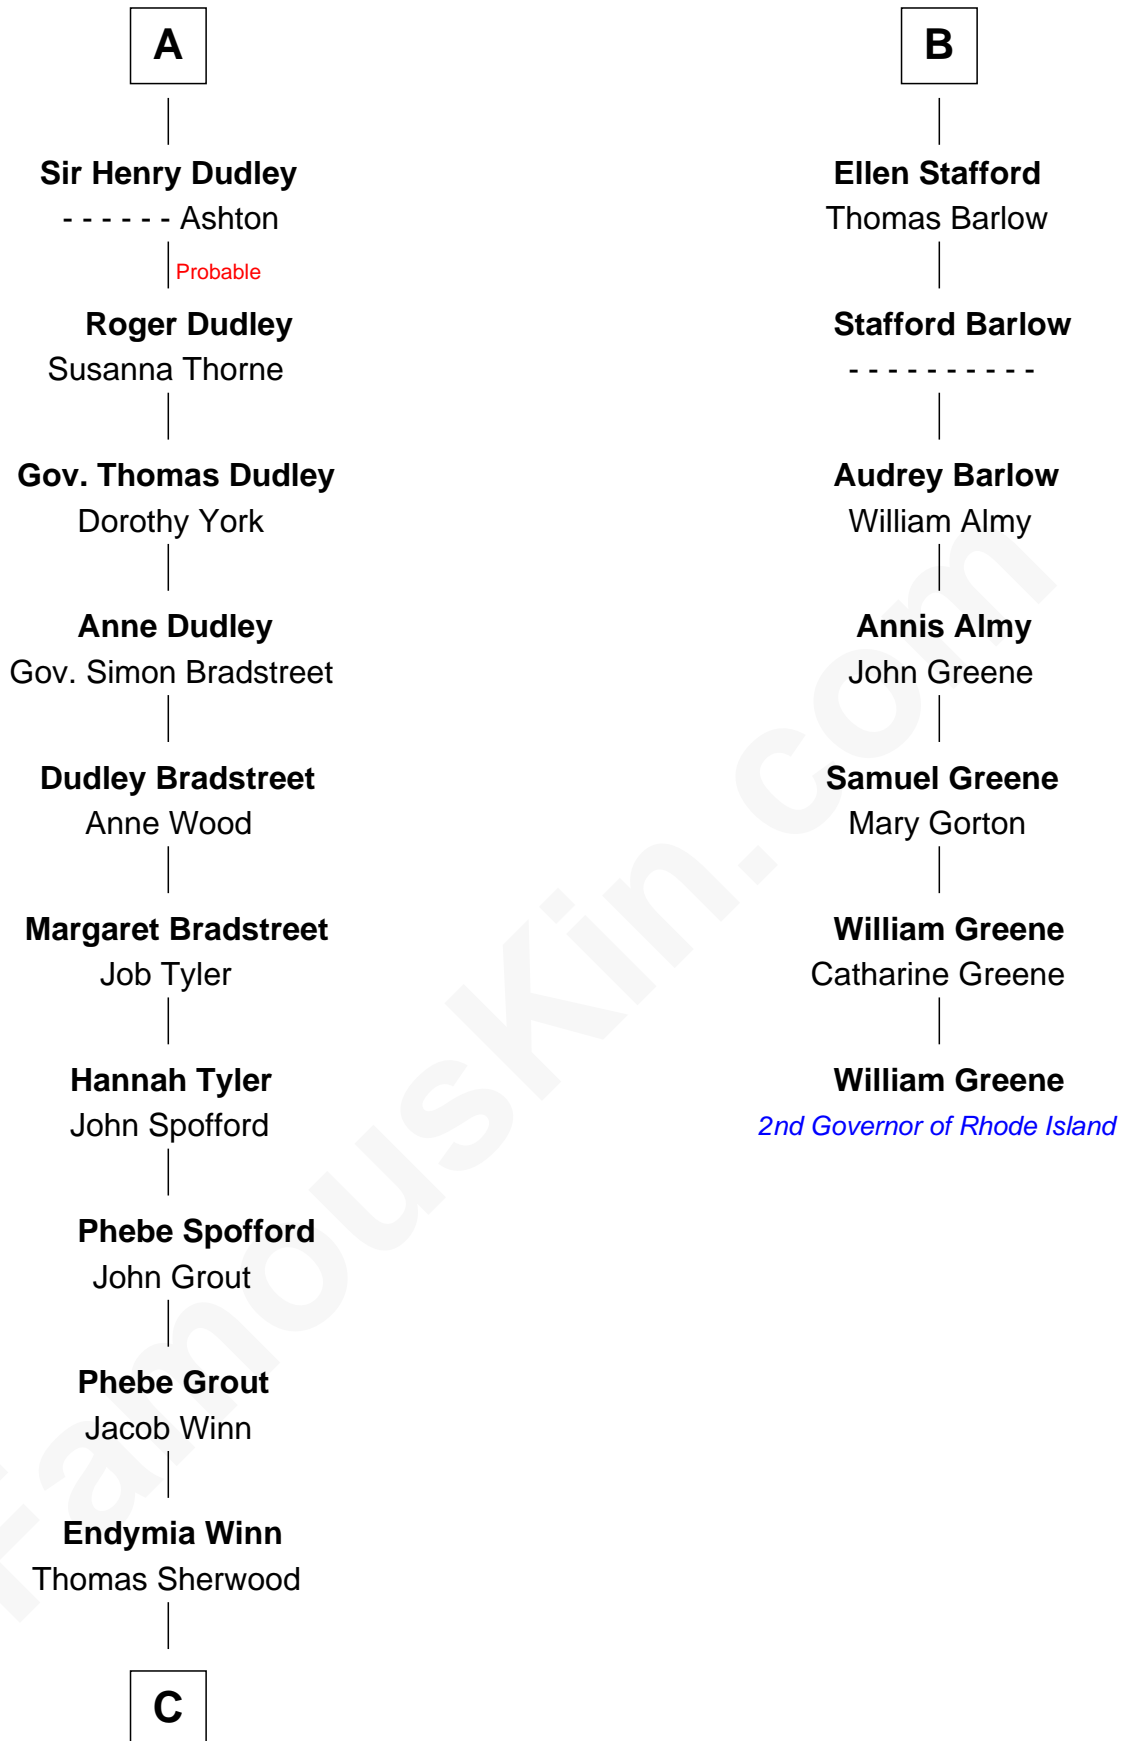 A
Sir Henry Dudley
- - - - - - Ashton
Probable
Roger Dudley
Susanna Thorne
Gov. Thomas Dudley
Dorothy York
Anne Dudley
Gov. Simon Bradstreet
Dudley Bradstreet
Anne Wood
Margaret Bradstreet
Job Tyler
Hannah Tyler
John Spofford
Phebe Spofford
John Grout
Phebe Grout
Jacob Winn
Endymia Winn
Thomas Sherwood
C
B
Ellen Stafford
Thomas Barlow
Stafford Barlow
- - - - - - - - - -
Audrey Barlow
William Almy
Annis Almy
John Greene
Samuel Greene
Mary Gorton
William Greene
Catharine Greene
William Greene
2nd Governor of Rhode Island
FamousKin.com